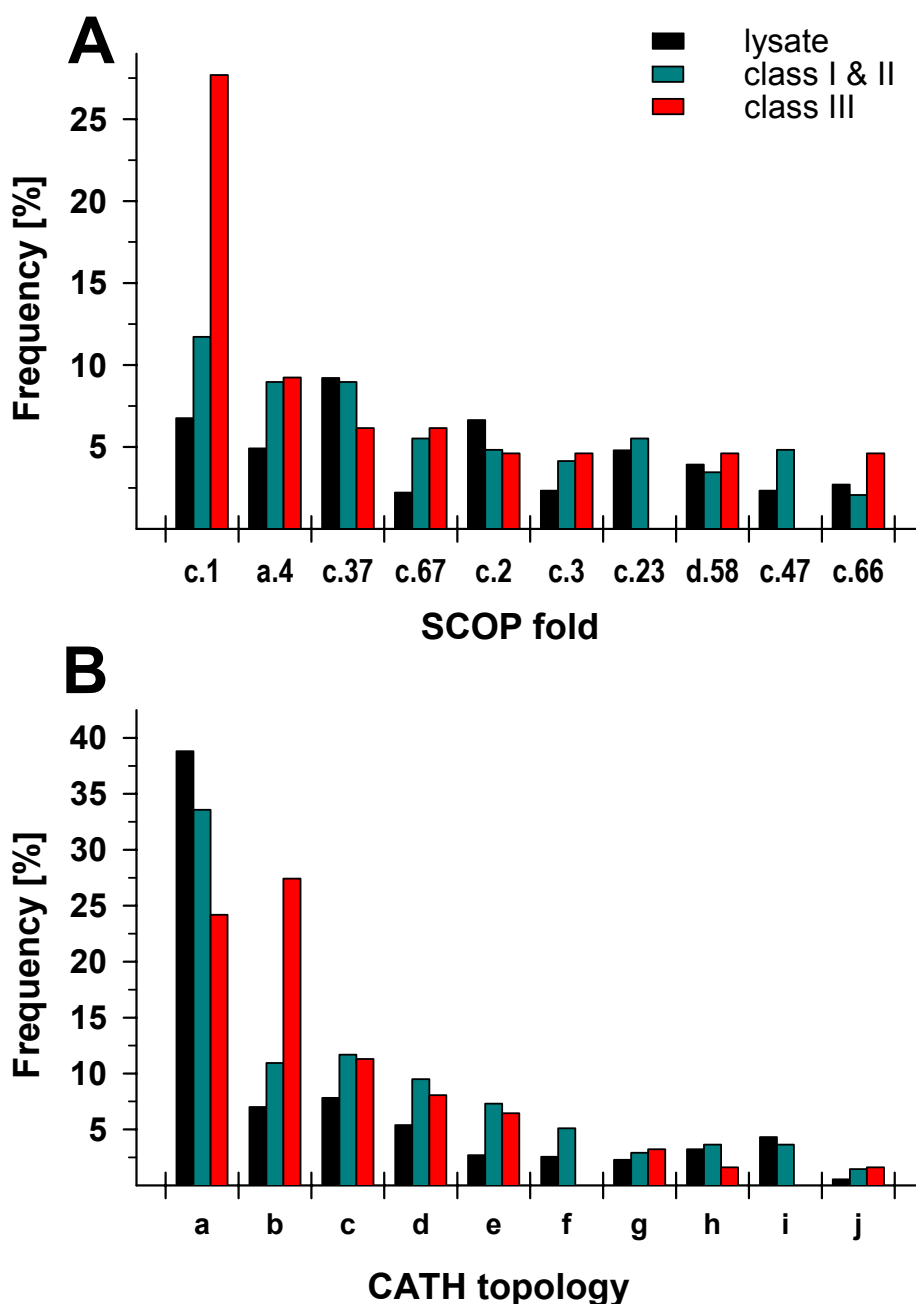 A
lysate
class I & II
class III
Frequency [%]
25
20
15
10
5
c.1 a.4 c.37 c.67 c.2 c.3 c.23 d.58 c.47 c.66
SCOP fold
B
Frequency [%]
40
35
30
25
20
15
10
5
a b c d e f g h i j
CATH topology